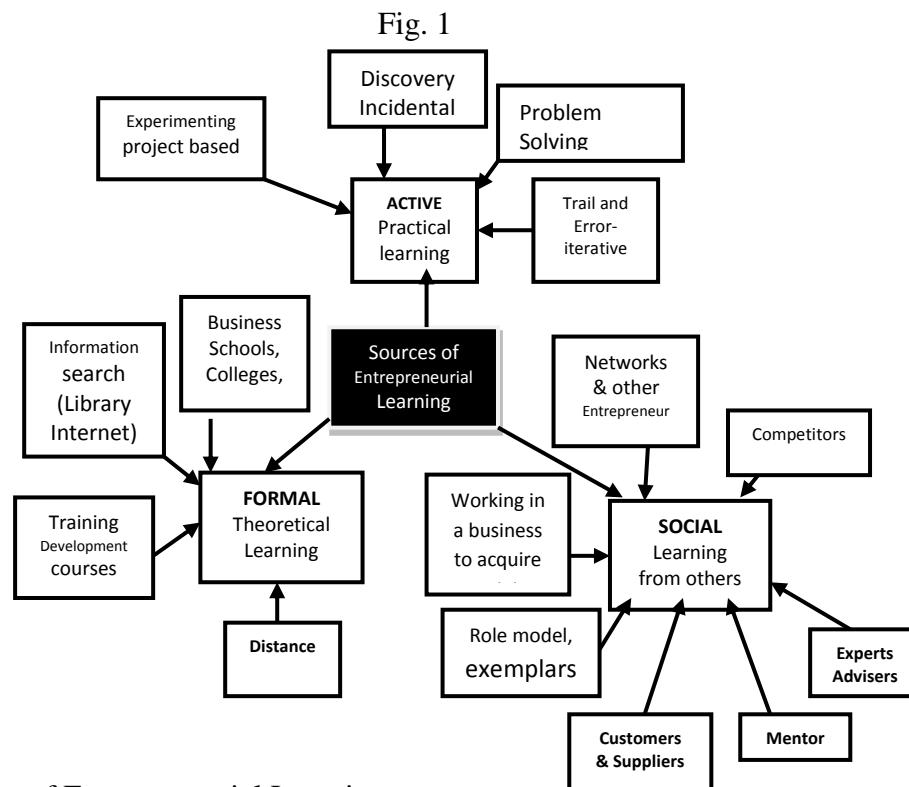 Fig. 1
Discovery
Incidental
Experimenting
project based
Problem
Solving
ACTIVE
Practical
learning
Trail and
Error-
iterative
Business
Schools,
Colleges,
Information
search
(Library
Internet)
Sources of
Entrepreneurial
Learning
Networks
& other
Entrepreneur
Competitors
FORMAL
Theoretical
Learning
Training
Development
courses
Working in
a business
to acquire
SOCIAL
Learning
from others
Distance
Role model,
exemplars
Experts
Advisers
Customers
& Suppliers
Mentor